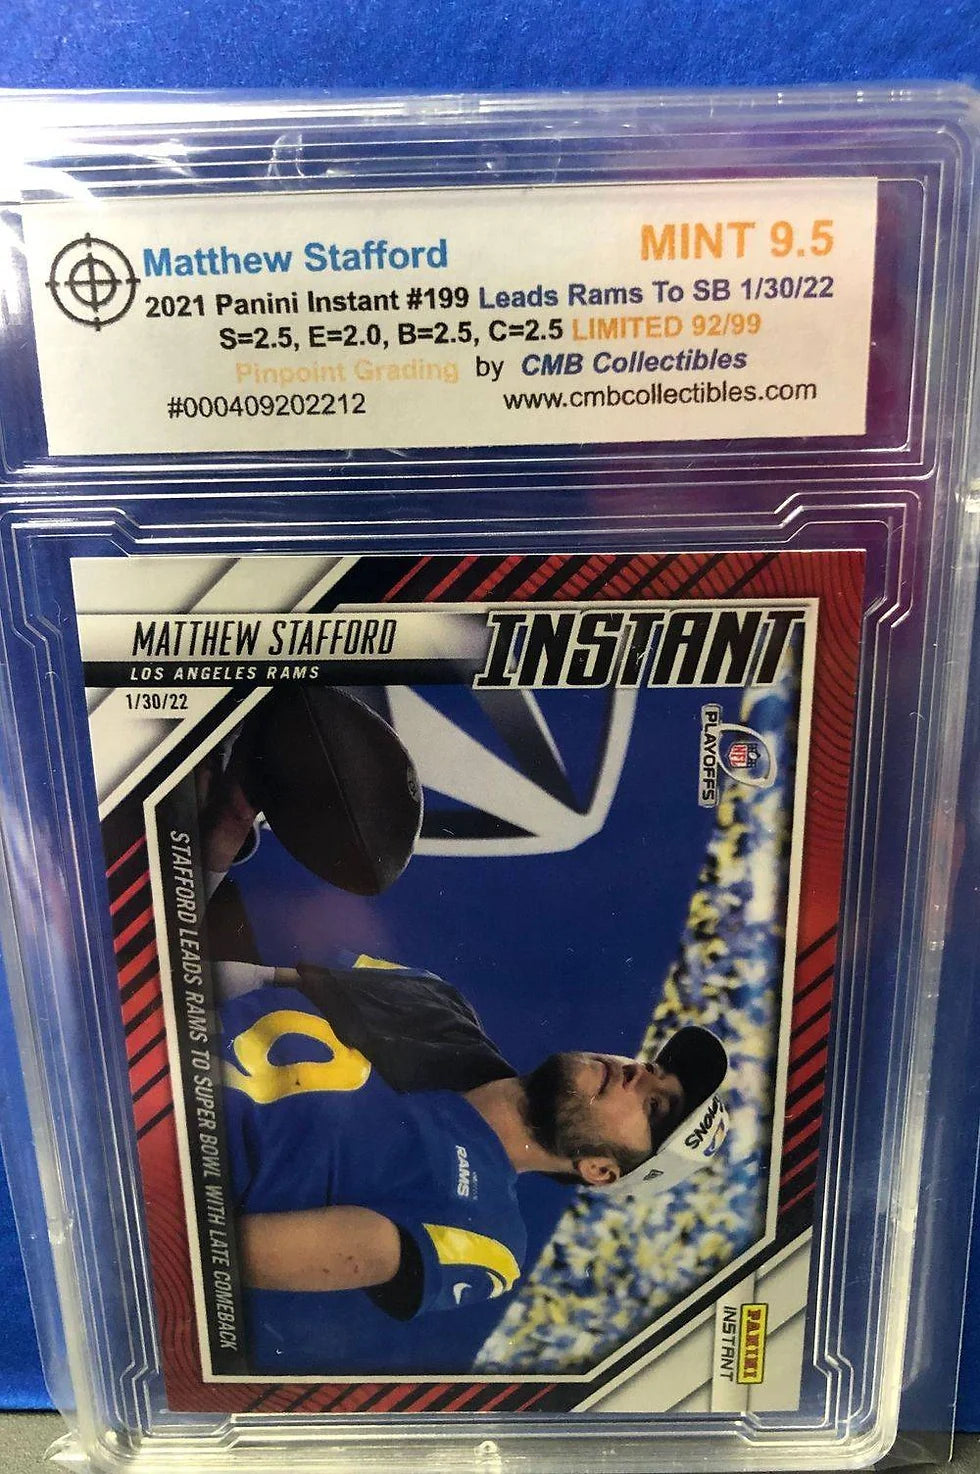 Matthew Stafford
MINT 9.5
2021 Panini Instant #199 Leads Rams To SB 1/30/22
S=2.5, E=2.0, B=2.5, C=2.5 LIMITED 92/99
Pinpoint Grading by CMB Collectibles
#000409202212
www.cmbcollectibles.com
MATTHEW STAFFORD
LOS ANGELES RAMS
1/30/22
INSTANT
NFL
PLAYOFFS
STAFFORD LEADS RAMS TO SUPER BOWL WITH LATE COMEBACK
9
RAMS
PANINI
INSTANT